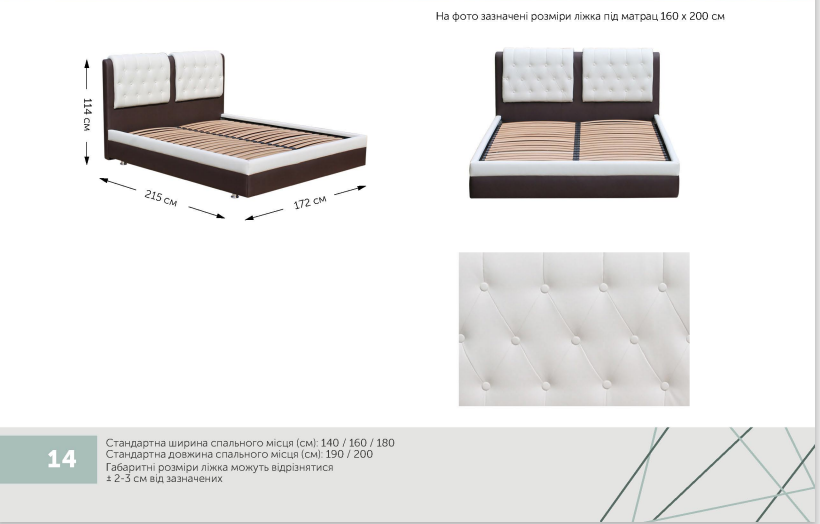 На фото зазначені розміри ліжка під матрац 160 x 200 см
114 см
215 см
172 см
14
Стандартна ширина спального місця (см): 140 / 160 / 180
Стандартна довжина спального місця (см): 190 / 200
Габаритні розміри ліжка можуть відрізнятися
± 2-3 см від зазначених